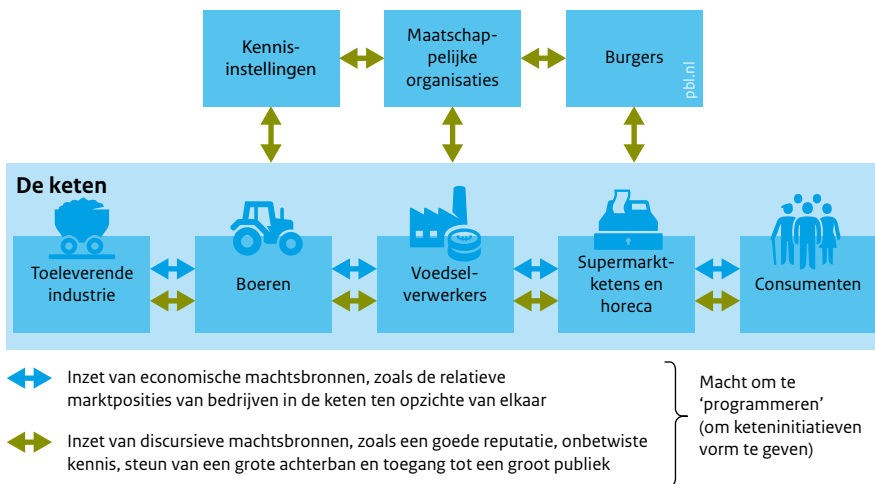 Kennis-
instellingen
Maatschap-
pelijke
organisaties
Burgers
pbl.nl
De keten
Toeleverende
industrie
Boeren
Voedsel-
verwerkers
Supermarkt-
ketens en
horeca
Consumenten
Inzet van economische machtsbronnen, zoals de relatieve
marktposities van bedrijven in de keten ten opzichte van elkaar
Inzet van discursieve machtsbronnen, zoals een goede reputatie, onbetwiste
kennis, steun van een grote achterban en toegang tot een groot publiek
Macht om te
‘programmeren’
(om keteninitiatieven
vorm te geven)